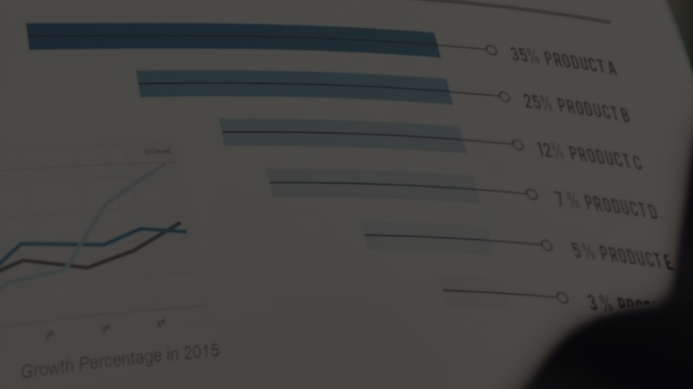 35% PRODUCT A
25% PRODUCT B
12% PRODUCT C
7% PRODUCT D
5% PRODUCT E
3%
Growth Percentage in 2015